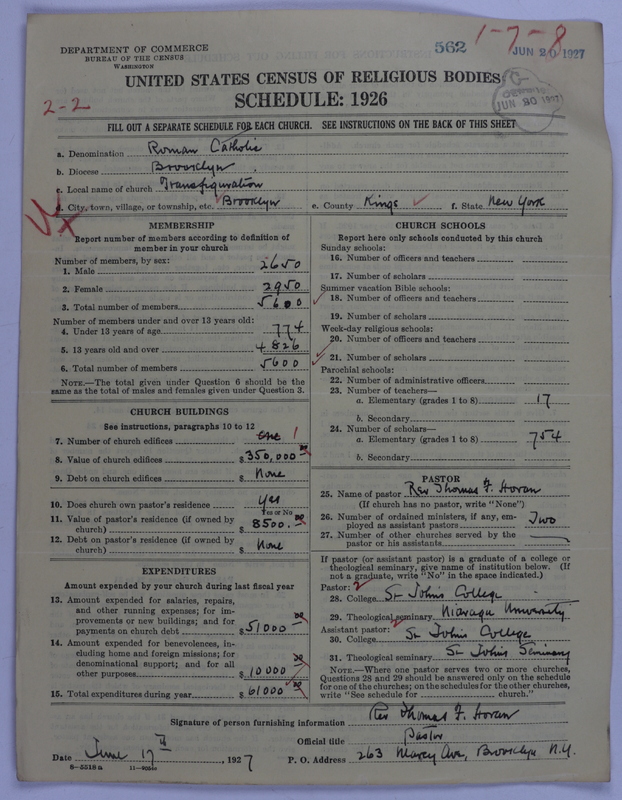 DEPARTMENT OF COMMERCE
BUREAU OF THE CENSUS
WASHINGTON
562
1-7-8
JUN 20 1927
UNITED STATES CENSUS OF RELIGIOUS BODIES
SCHEDULE: 1926
2-2
JUN 20 1927
FILL OUT A SEPARATE SCHEDULE FOR EACH CHURCH. SEE INSTRUCTIONS ON THE BACK OF THIS SHEET
a. Denomination Roman Catholic
b. Diocese Brooklyn
c. Local name of church Transfiguration
d. City, town, village, or township, etc. Brooklyn e. County Kings f. State New York
MEMBERSHIP
Report number of members according to definition of
member in your church
Number of members, by sex:
1. Male 2650
2. Female 2950
3. Total number of members 5600
Number of members under and over 13 years old:
4. Under 13 years of age 774
5. 13 years old and over 4826
6. Total number of members 5600
NOTE.—The total given under Question 6 should be the
same as the total of males and females given under Question 3.
CHURCH BUILDINGS
See instructions, paragraphs 10 to 12
7. Number of church edifices One 1
8. Value of church edifices $350,000 00
9. Debt on church edifices $ None
10. Does church own pastor's residence Yes
Yes or No
11. Value of pastor's residence (if owned by
church) $ 8500. 00
12. Debt on pastor's residence (if owned by
church) $ None
EXPENDITURES
Amount expended by your church during last fiscal year
13. Amount expended for salaries, repairs,
and other running expenses; for im-
provements or new buildings; and for
payments on church debt $51000 00
14. Amount expended for benevolences, in-
cluding home and foreign missions; for
denominational support; and for all
other purposes $10000 00
15. Total expenditures during year $61000 00
CHURCH SCHOOLS
Report here only schools conducted by this church
Sunday schools:
16. Number of officers and teachers
17. Number of scholars
Summer vacation Bible schools:
18. Number of officers and teachers
19. Number of scholars
Week-day religious schools:
20. Number of officers and teachers
21. Number of scholars
Parochial schools:
22. Number of administrative officers
23. Number of teachers—
a. Elementary (grades 1 to 8) 17
b. Secondary
24. Number of scholars—
a. Elementary (grades 1 to 8) 754
b. Secondary
PASTOR
25. Name of pastor Rev Thomas F. Horan
(If church has no pastor, write "None")
26. Number of ordained ministers, if any, em-
ployed as assistant pastors Two
27. Number of other churches served by the
pastor or his assistants
If pastor (or assistant pastor) is a graduate of a college or
theological seminary, give name of institution below. (If
not a graduate, write "No" in the space indicated.)
Pastor: 2
28. College St Johns College
29. Theological seminary Niagara University
Assistant pastor:
30. College St Johns College
31. Theological seminary St Johns Seminary
NOTE.—Where one pastor serves two or more churches,
Questions 28 and 29 should be answered only on the schedule
for one of the churches; on the schedules for the other churches,
write "See schedule for church."
Signature of person furnishing information Rev Thomas F. Horan
Official title Pastor
Date June 17th, 1927 P. O. Address 263 Marcy Ave, Brooklyn N.Y.
8—5518a